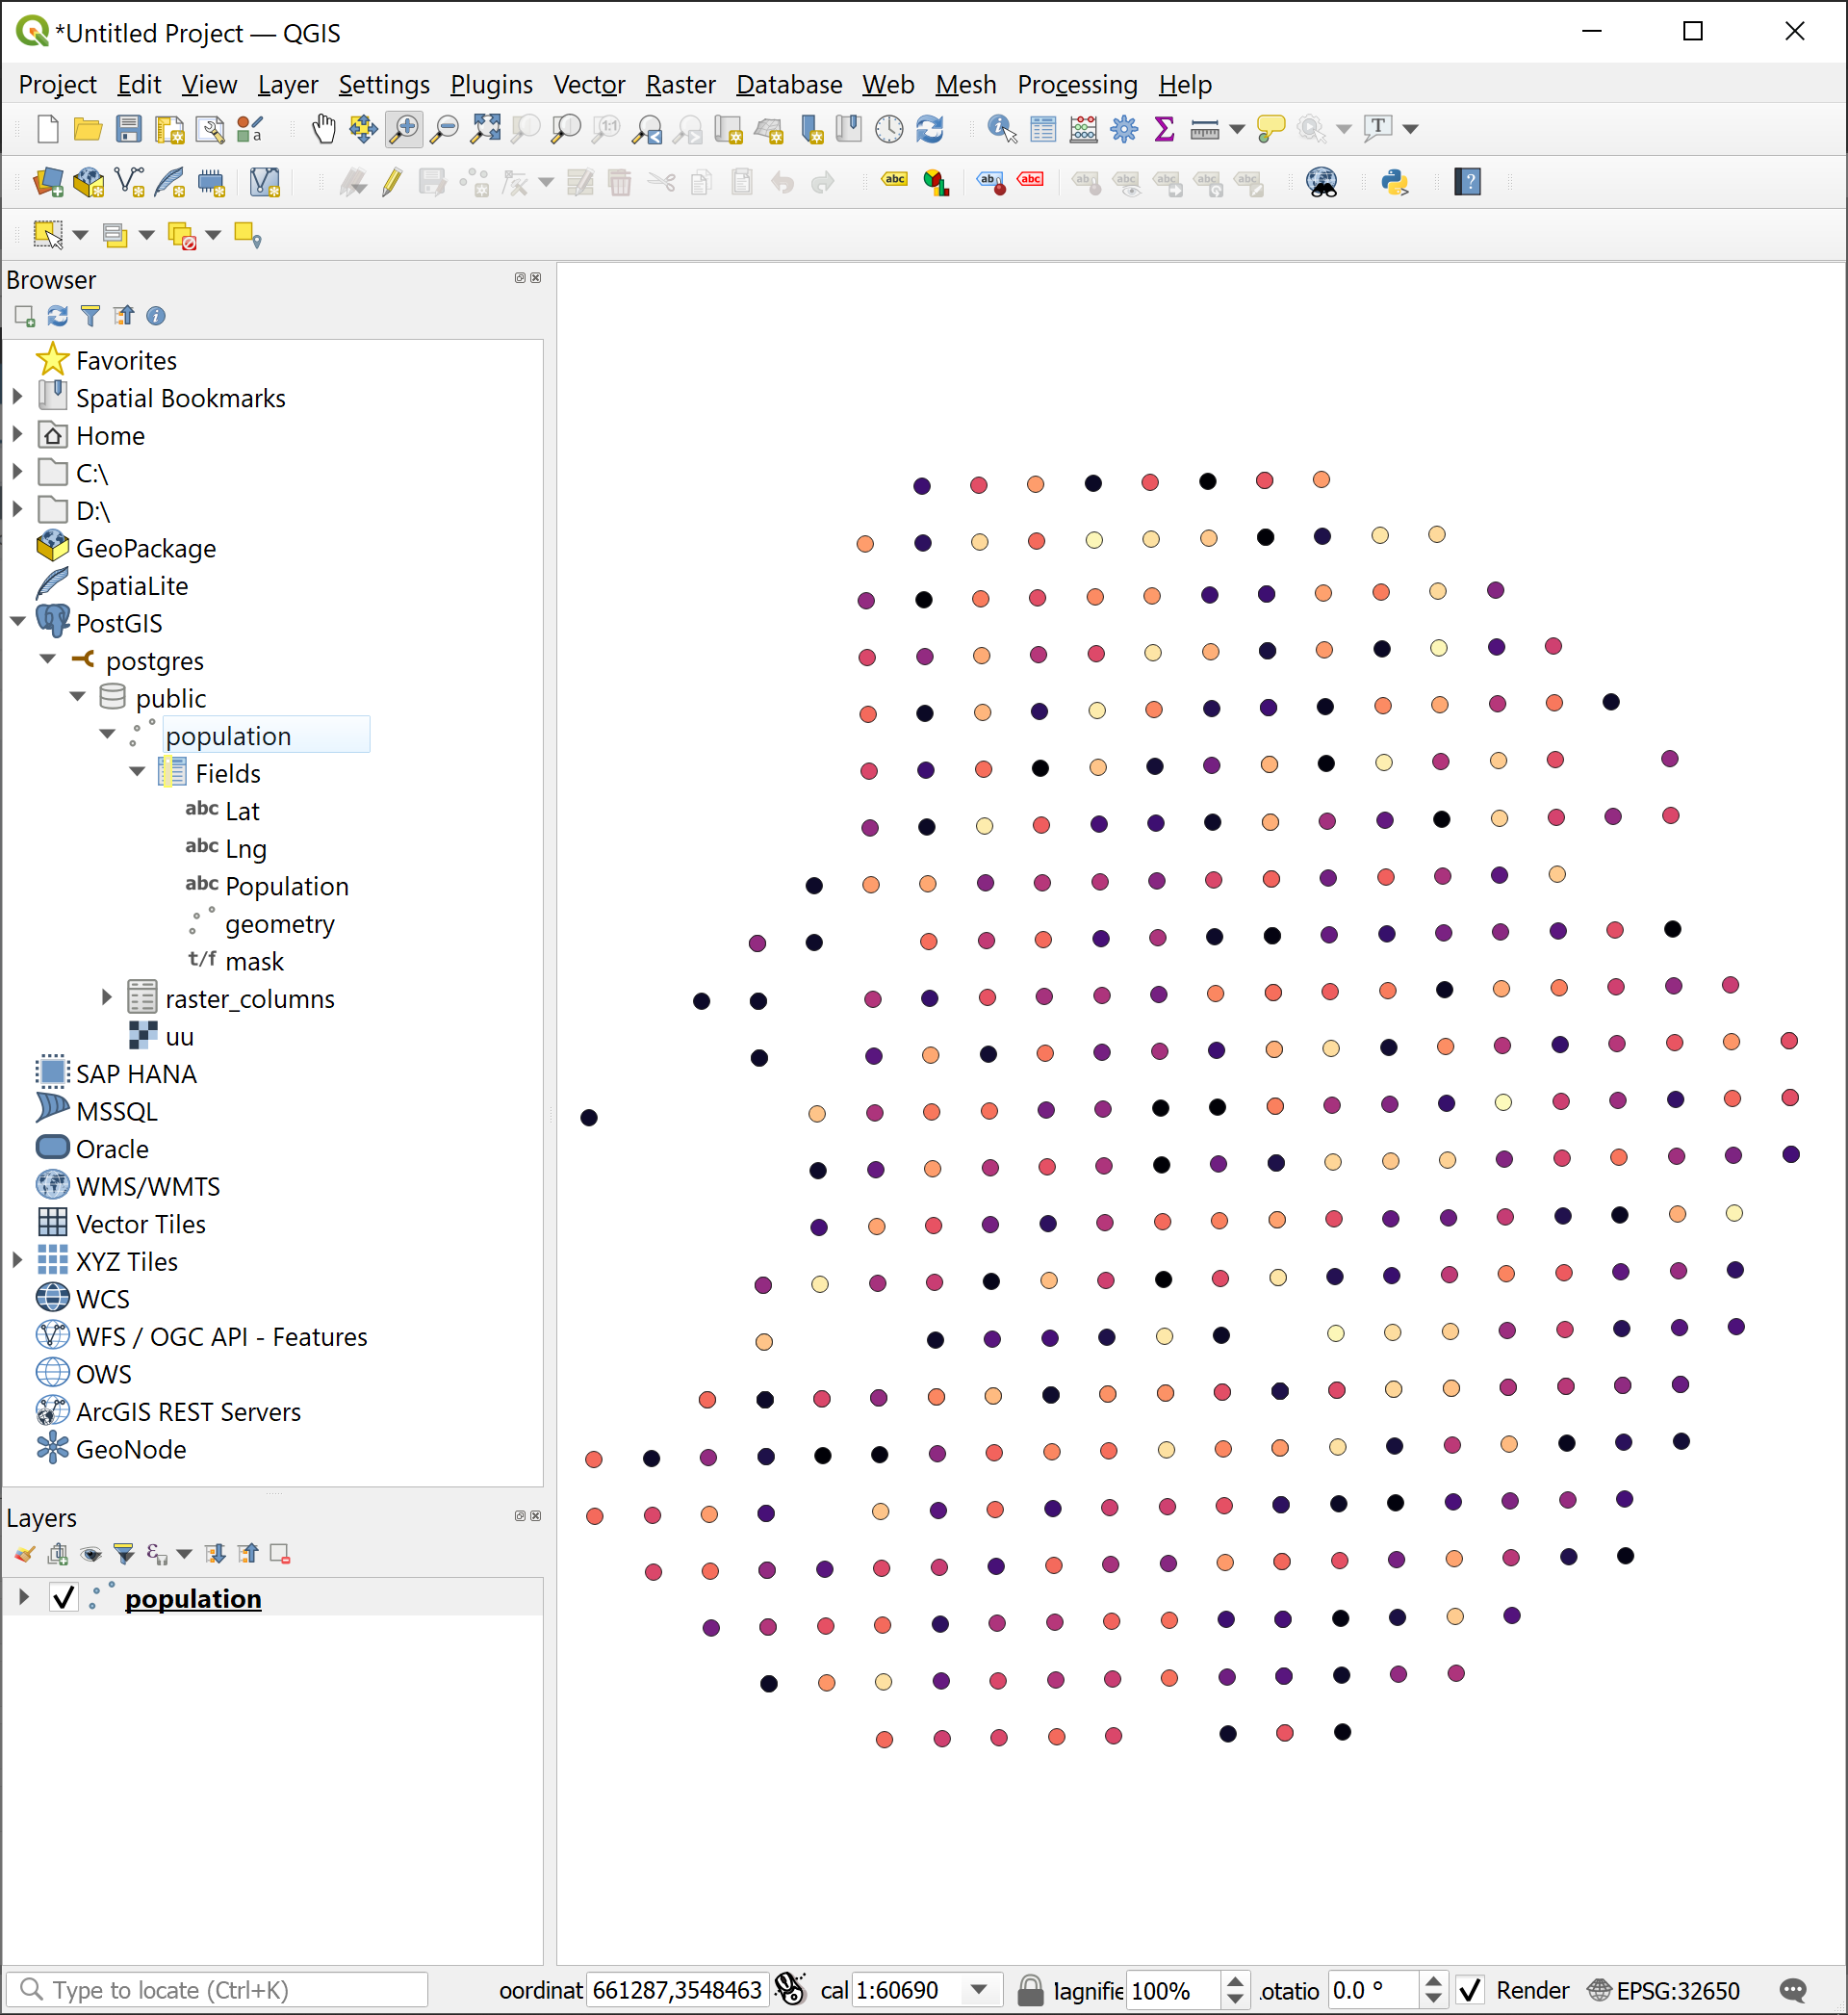 *Untitled Project — QGIS
Project Edit View Layer Settings Plugins Vector Raster Database Web Mesh Processing Help
Browser
Favorites
Spatial Bookmarks
Home
C:\
D:\
GeoPackage
SpatiaLite
PostGIS
postgres
public
population
Fields
abc Lat
abc Lng
abc Population
geometry
t/f mask
raster_columns
uu
SAP HANA
MSSQL
Oracle
WMS/WMTS
Vector Tiles
XYZ Tiles
WCS
WFS / OGC API - Features
OWS
ArcGIS REST Servers
GeoNode
Layers
population
Type to locate (Ctrl+K) oordinat 661287,3548463 cal 1:60690 lagnifie 100% .otatio 0.0 ° Render EPSG:32650